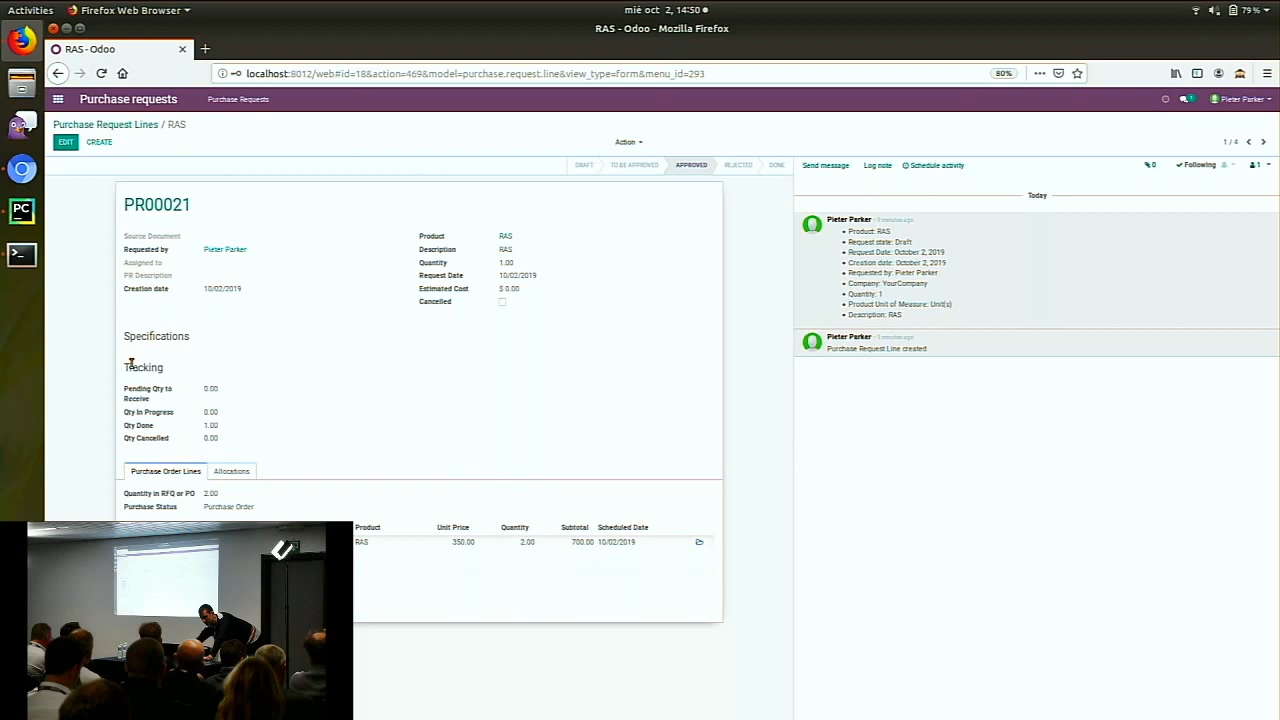 Activities
Firefox Web Browser
mié oct 2, 14:50
79%
RAS - Odoo - Mozilla Firefox
RAS - Odoo
localhost:8012/web#id=18&action=469&model=purchase.request.line&view_type=form&menu_id=293
80%
Purchase requests
Purchase Requests
1
Pieter Parker
Purchase Request Lines / RAS
EDIT
CREATE
Action
1 / 4
DRAFT
TO BE APPROVED
APPROVED
REJECTED
DONE
Send message
Log note
Schedule activity
0
Following
1
PR00021
Source Document
Requested by Pieter Parker
Assigned to
PR Description
Creation date 10/02/2019
Product RAS
Description RAS
Quantity 1.00
Request Date 10/02/2019
Estimated Cost $ 0.00
Cancelled
Specifications
Tracking
Pending Qty to
Receive
0.00
Qty In Progress 0.00
Qty Done 1.00
Qty Cancelled 0.00
Purchase Order Lines
Allocations
Quantity in RFQ or PO 2.00
Purchase Status Purchase Order
Product Unit Price Quantity Subtotal Scheduled Date
RAS 350.00 2.00 700.00 10/02/2019
Today
Pieter Parker - 9 minutes ago
• Product: RAS
• Request state: Draft
• Request Date: October 2, 2019
• Creation date: October 2, 2019
• Requested by: Pieter Parker
• Company: YourCompany
• Quantity: 1
• Product Unit of Measure: Unit(s)
• Description: RAS
Pieter Parker - 9 minutes ago
Purchase Request Line created
PC